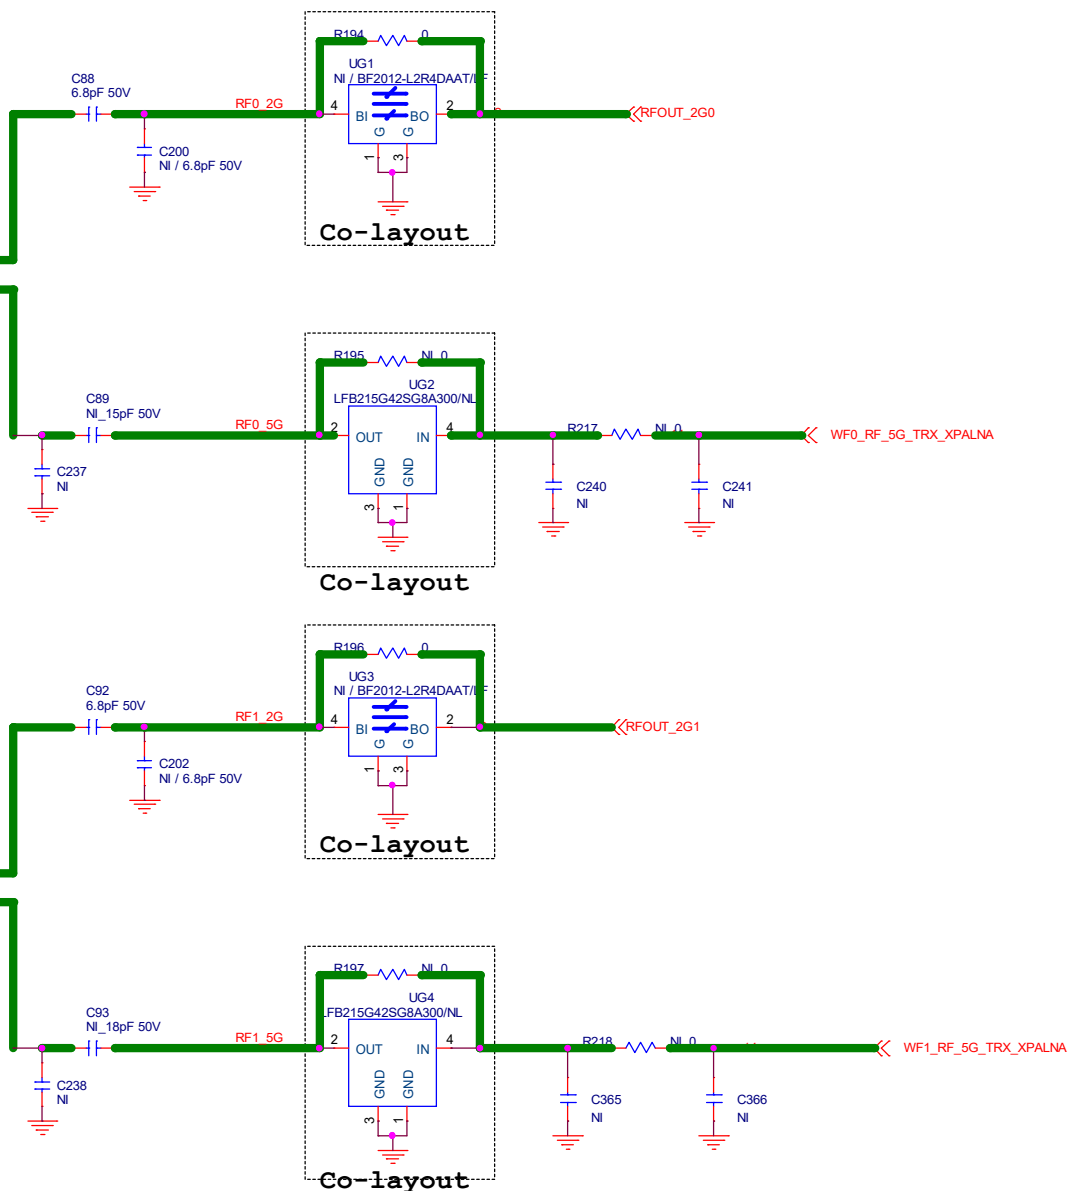 R194 0
UG1
NI / BF2012-L2R4DAAT/LF
C88
6.8pF 50V
RF0_2G
4 BI BO 2
G G
1 3
RFOUT_2G0
C200
NI / 6.8pF 50V
Co-layout
R195 NI_0
UG2
LFB215G42SG8A300/NL
C89
NI_15pF 50V
RF0_5G
2 OUT IN 4
GND GND
3 1
R217 NI_0
WF0_RF_5G_TRX_XPALNA
C237
NI
C240
NI
C241
NI
Co-layout
R196 0
UG3
NI / BF2012-L2R4DAAT/LF
C92
6.8pF 50V
RF1_2G
4 BI BO 2
G G
1 3
RFOUT_2G1
C202
NI / 6.8pF 50V
Co-layout
R197 NI_0
UG4
LFB215G42SG8A300/NL
C93
NI_18pF 50V
RF1_5G
2 OUT IN 4
GND GND
3 1
R218 NI_0
WF1_RF_5G_TRX_XPALNA
C238
NI
C365
NI
C366
NI
Co-layout